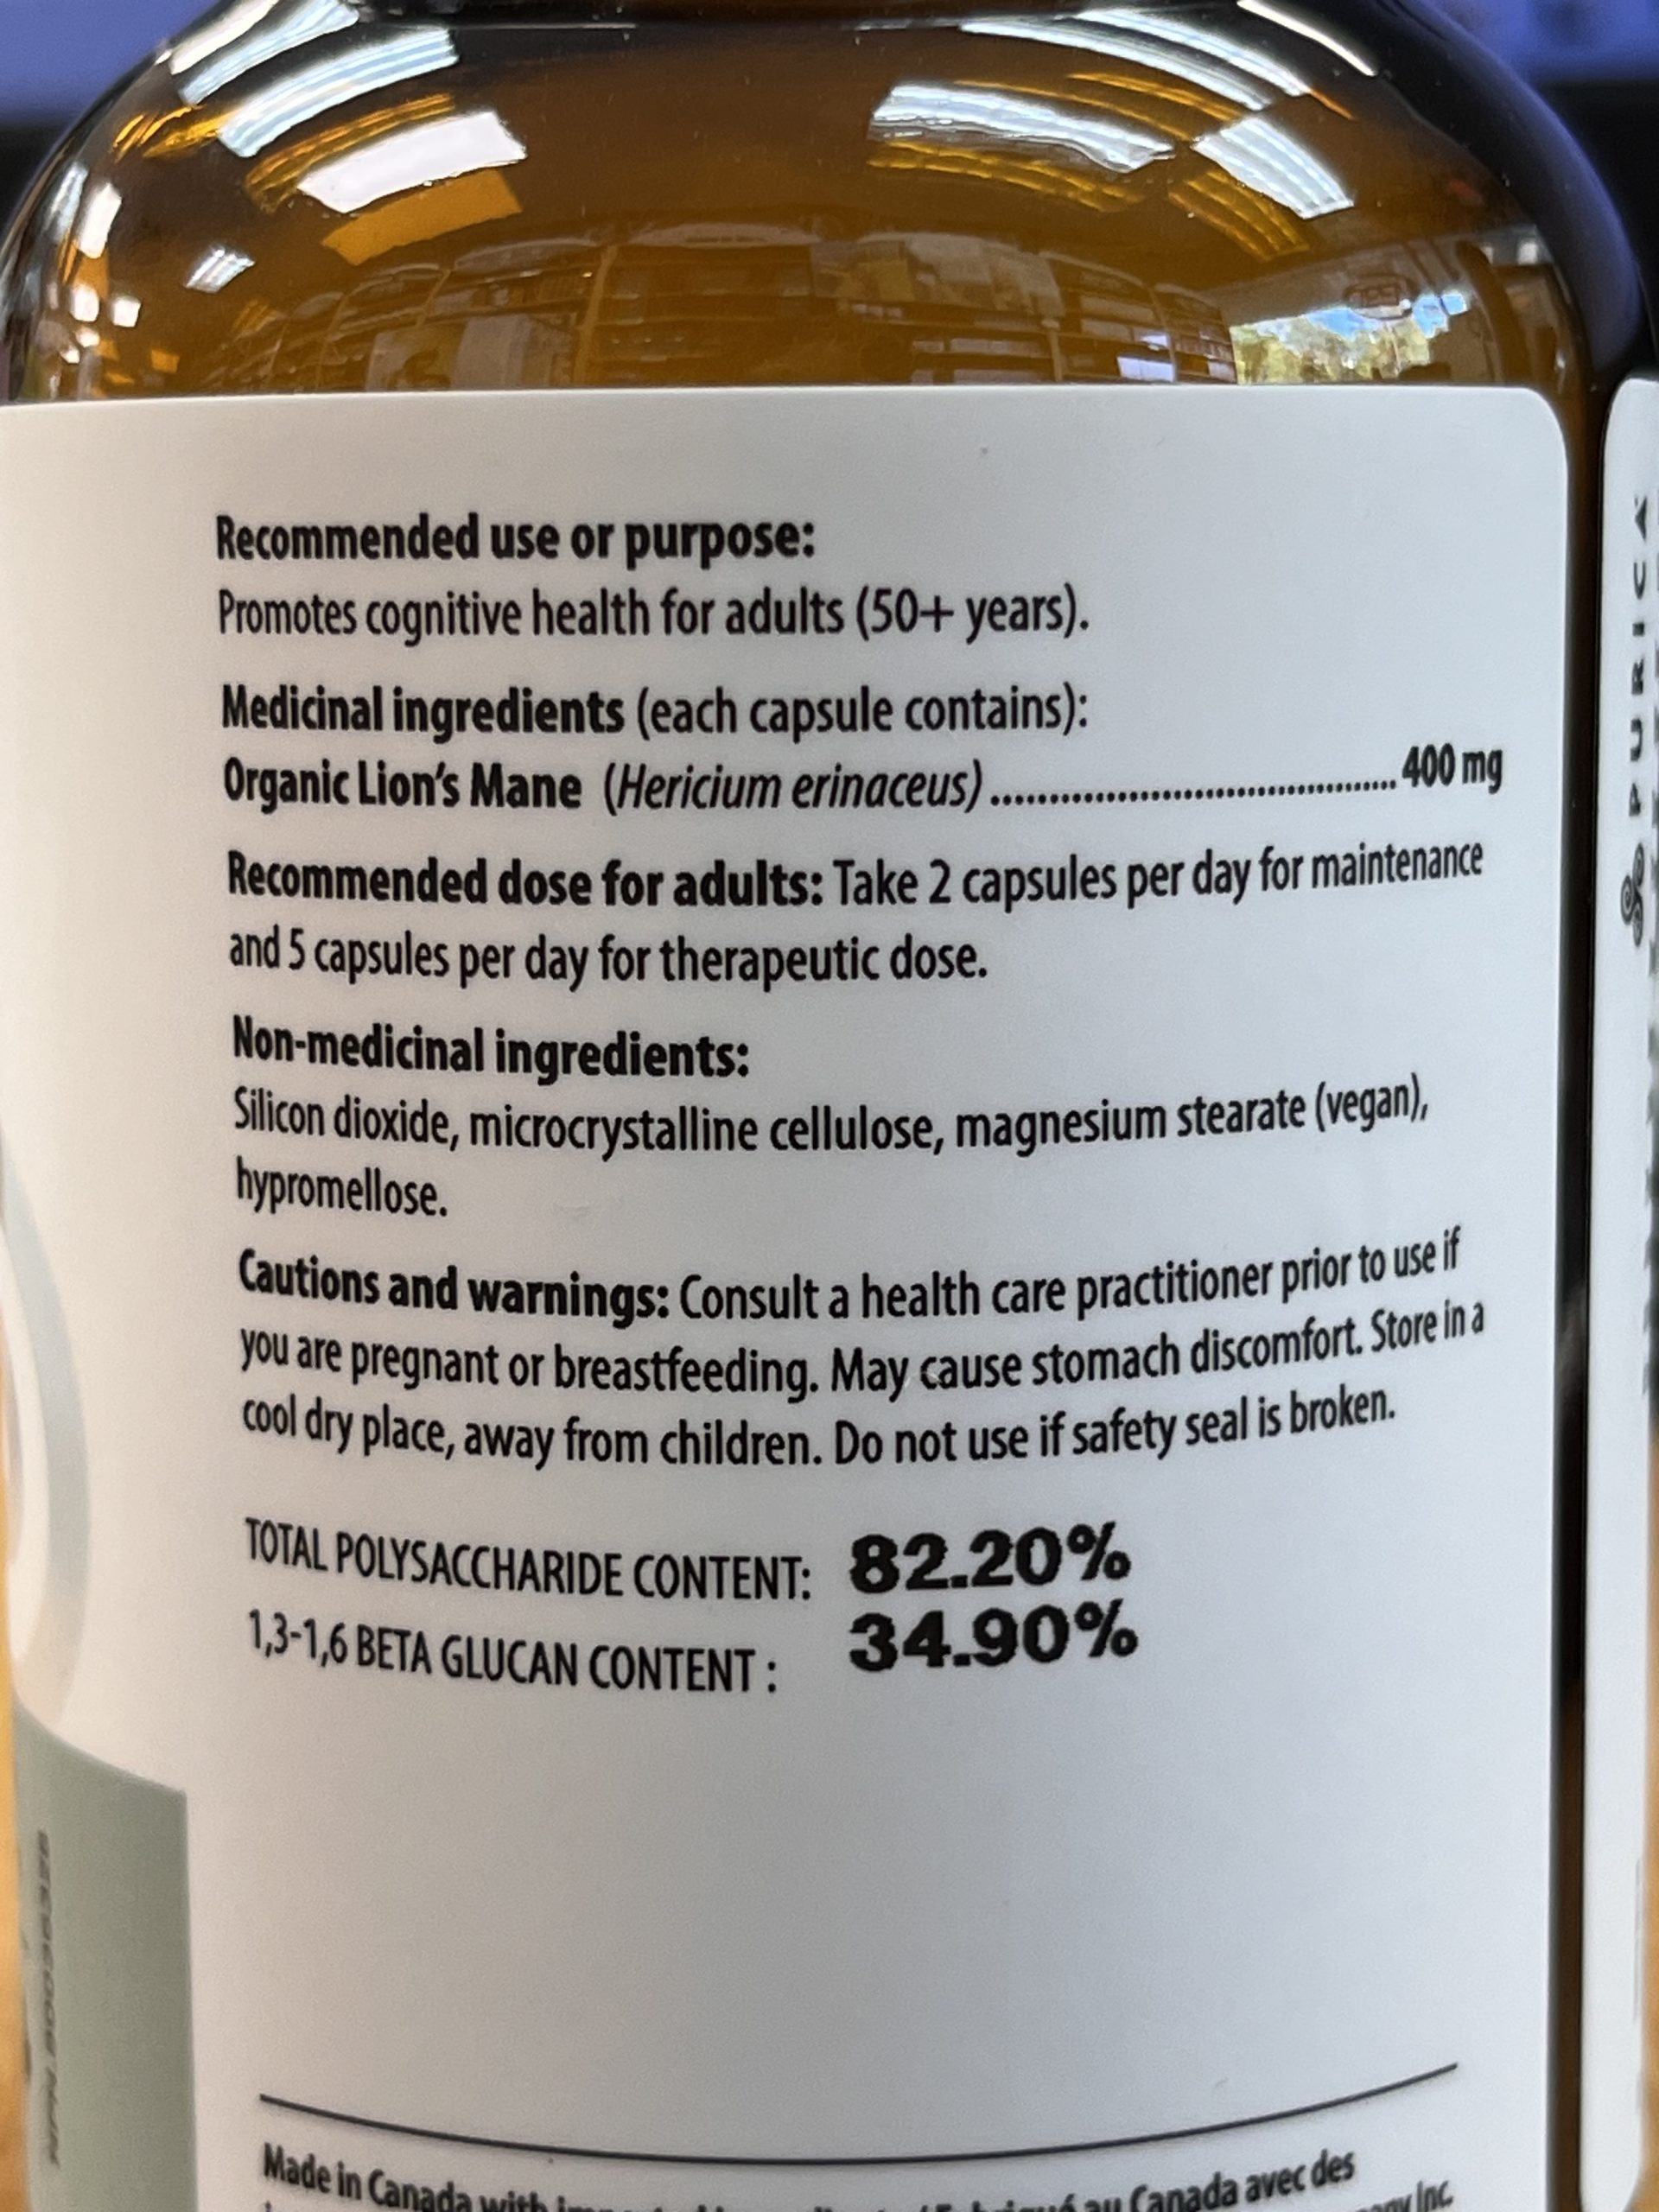 Recommended use or purpose:
Promotes cognitive health for adults (50+ years).
Medicinal ingredients (each capsule contains):
Organic Lion's Mane (Hericium erinaceus)........................................400 mg
Recommended dose for adults: Take 2 capsules per day for maintenance
and 5 capsules per day for therapeutic dose.
Non-medicinal ingredients:
Silicon dioxide, microcrystalline cellulose, magnesium stearate (vegan),
hypromellose.
Cautions and warnings: Consult a health care practitioner prior to use if
you are pregnant or breastfeeding. May cause stomach discomfort. Store in a
cool dry place, away from children. Do not use if safety seal is broken.
TOTAL POLYSACCHARIDE CONTENT: 82.20%
1,3-1,6 BETA GLUCAN CONTENT : 34.90%
Made in Canada with au Canada avec des
Inc.
PURICA